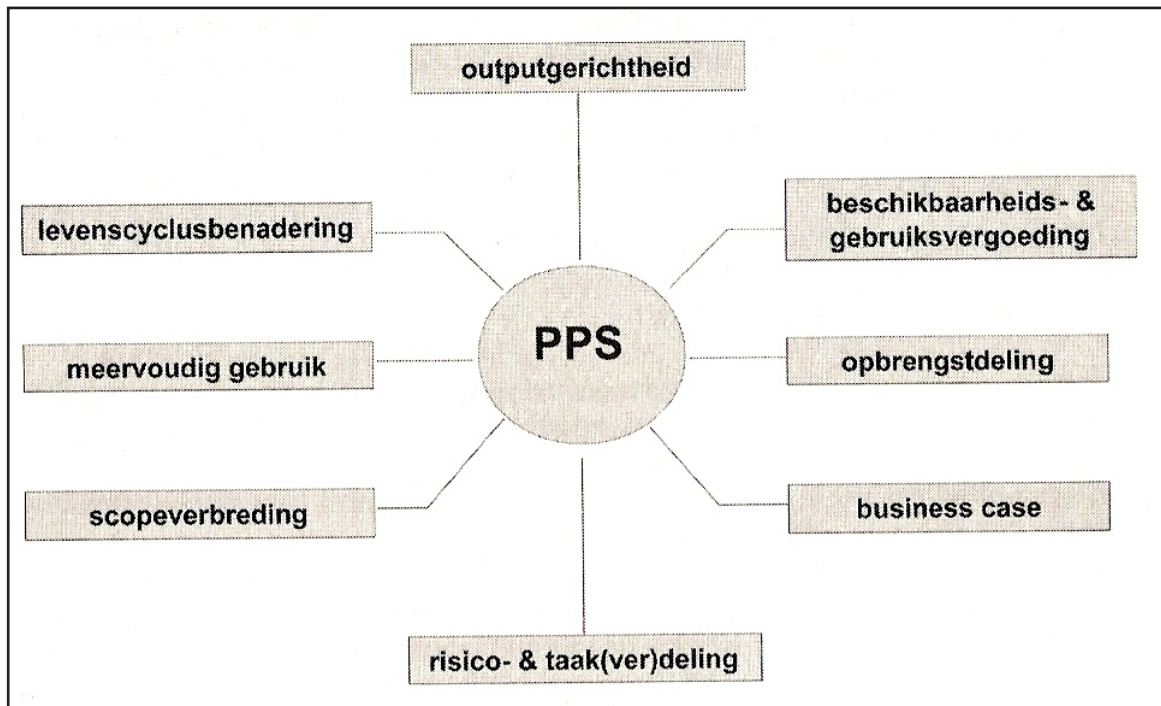 outputgerichtheid
levenscyclusbenadering
beschikbaarheids- &
gebruiksvergoeding
PPS
meervoudig gebruik
opbrengstdeling
scopeverbreding
business case
risico- & taak(ver)deling